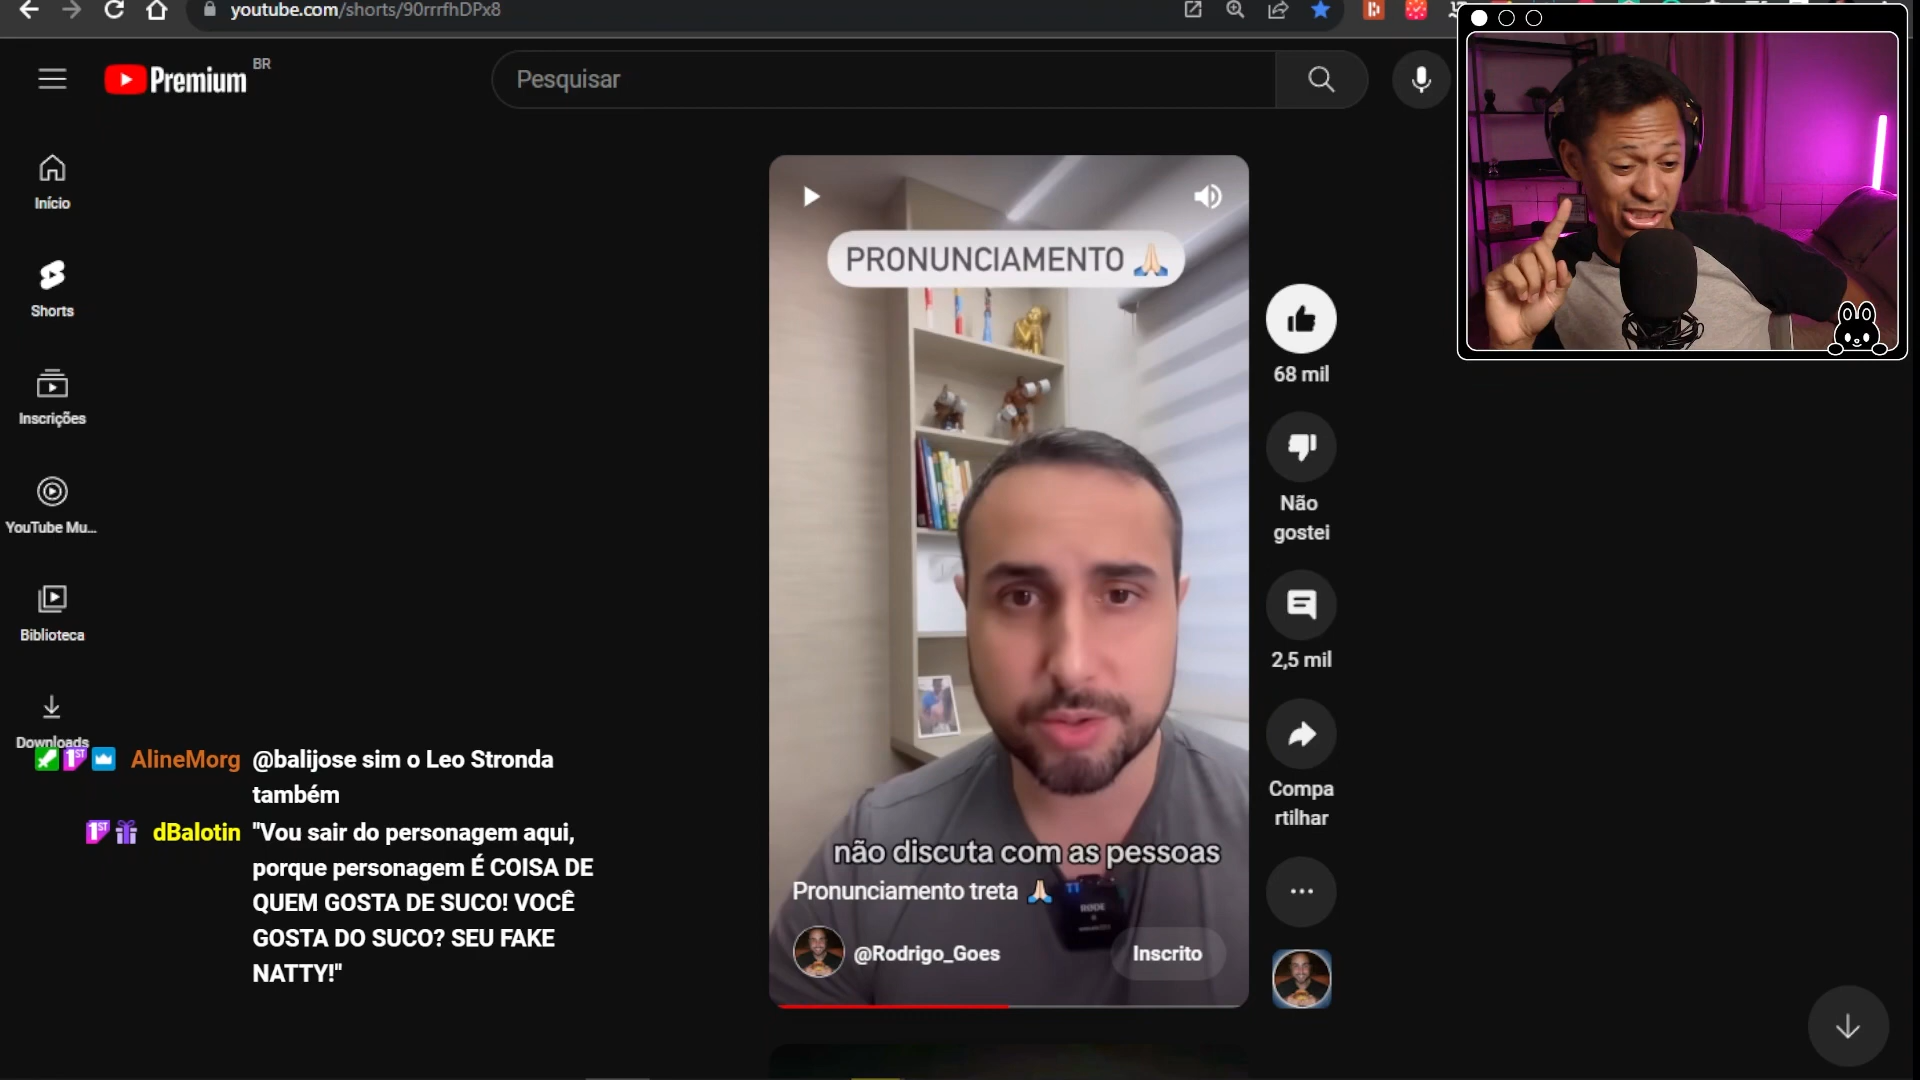 youtube.com/shorts/90rrrfhDPx8
Premium
BR
Pesquisar
Início
Shorts
Inscrições
YouTube Mu...
Biblioteca
Downloads
PRONUNCIAMENTO 🙏🏻
não discuta com as pessoas
Pronunciamento treta 🙏🏻
RØDE
@Rodrigo_Goes
Inscrito
68 mil
Não
gostei
2,5 mil
Compa
rtilhar
1ST AlineMorg @balijose sim o Leo Stronda
também
1ST dBalotin "Vou sair do personagem aqui,
porque personagem É COISA DE
QUEM GOSTA DE SUCO! VOCÊ
GOSTA DO SUCO? SEU FAKE
NATTY!"